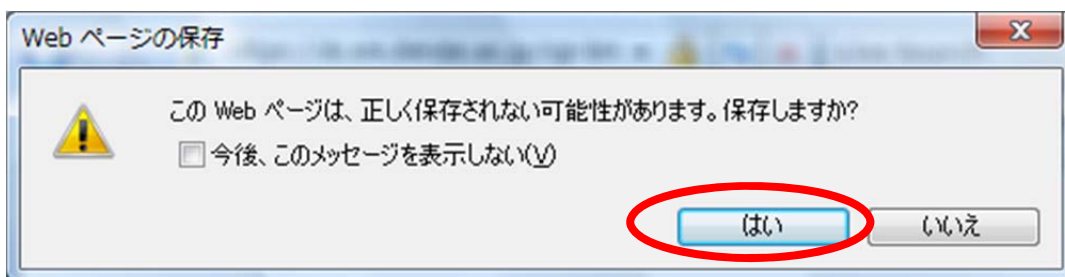 Web ページの保存
この Web ページは、正しく保存されない可能性があります。保存しますか?
今後、このメッセージを表示しない(V)
はい
いいえ